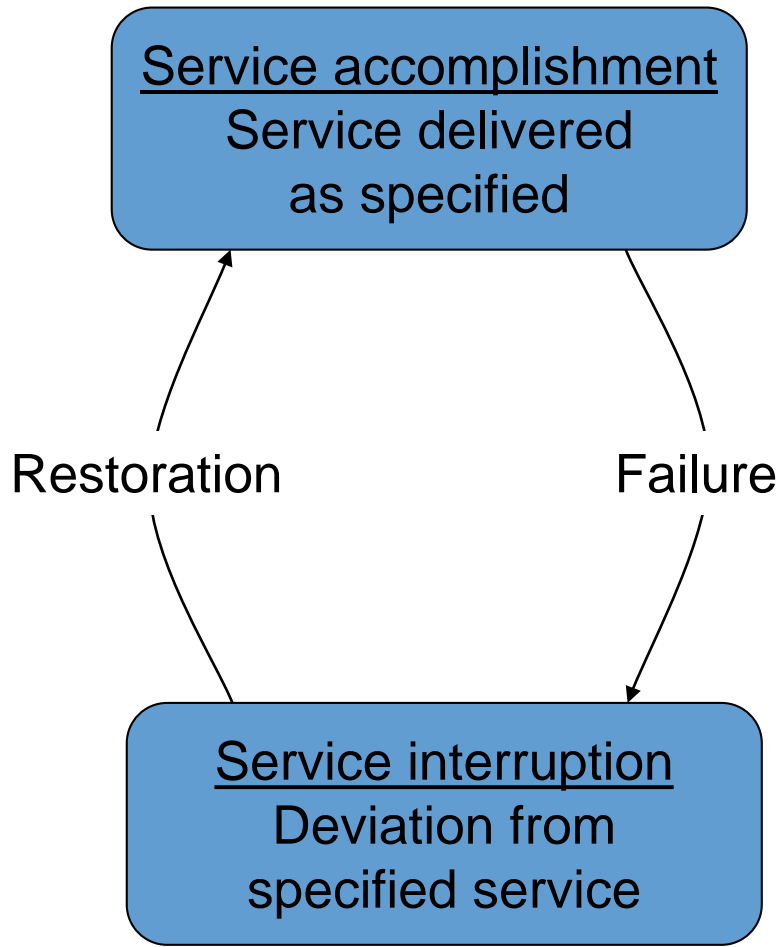 Service accomplishment
Service delivered
as specified
Restoration
Failure
Service interruption
Deviation from
specified service